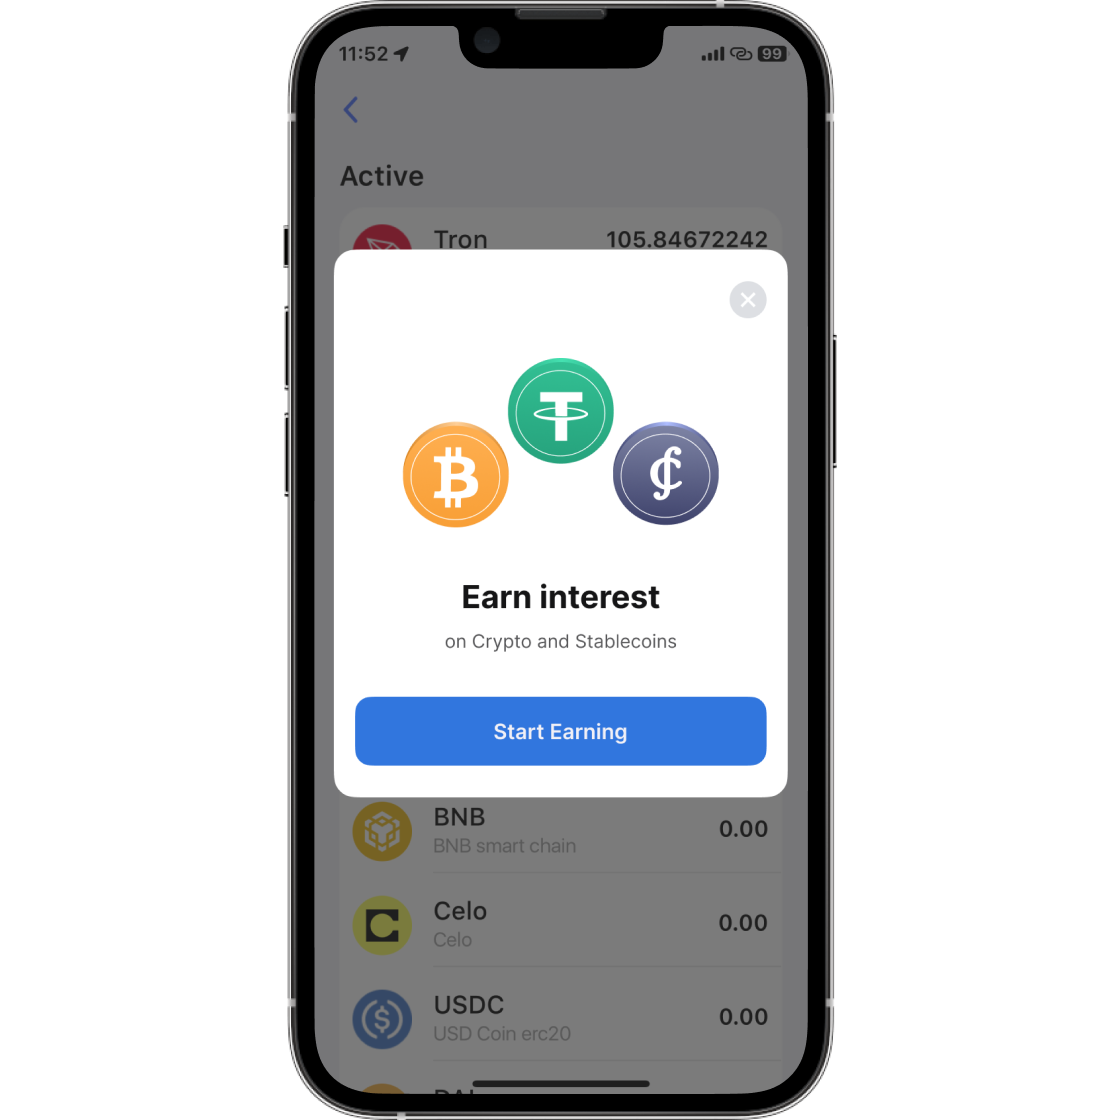 11:52
99
Active
Tron 105.84672242
Earn interest
on Crypto and Stablecoins
Start Earning
BNB
BNB smart chain
0.00
Celo
Celo
0.00
USDC
USD Coin erc20
0.00